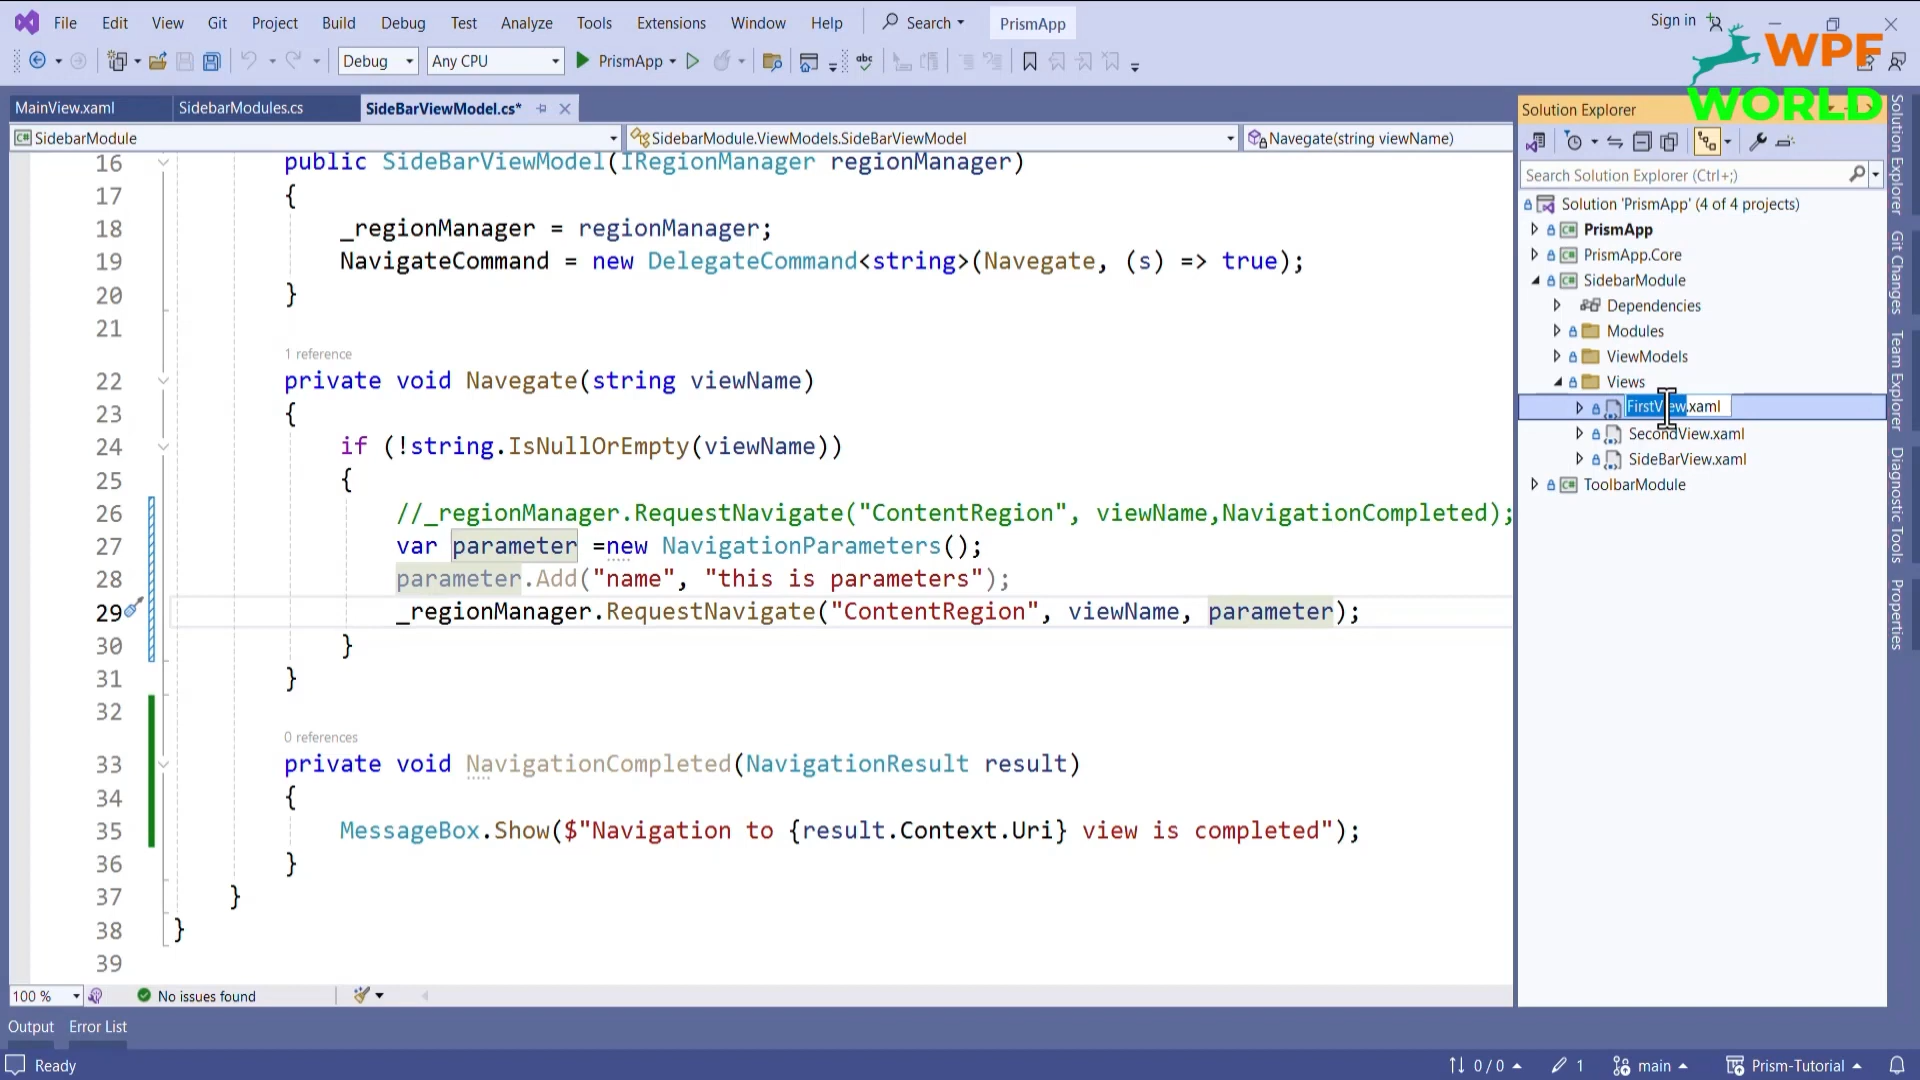 File Edit View Git Project Build Debug Test Analyze Tools Extensions Window Help Search PrismApp Sign in
Debug Any CPU PrismApp abc
WPF
WORLD
MainView.xaml SidebarModules.cs SideBarViewModel.cs*
SidebarModule SidebarModule.ViewModels.SideBarViewModel Navegate(string viewName)
16 public SideBarViewModel(IRegionManager regionManager)
17 {
18 _regionManager = regionManager;
19 NavigateCommand = new DelegateCommand<string>(Navegate, (s) => true);
20 }
21
1 reference
22 private void Navegate(string viewName)
23 {
24 if (!string.IsNullOrEmpty(viewName))
25 {
26 //_regionManager.RequestNavigate("ContentRegion", viewName,NavigationCompleted);
27 var parameter =new NavigationParameters();
28 parameter.Add("name", "this is parameters");
29 _regionManager.RequestNavigate("ContentRegion", viewName, parameter);
30 }
31 }
32
0 references
33 private void NavigationCompleted(NavigationResult result)
34 {
35 MessageBox.Show($"Navigation to {result.Context.Uri} view is completed");
36 }
37 }
38 }
39
100 % No issues found
Solution Explorer
Search Solution Explorer (Ctrl+;)
Solution 'PrismApp' (4 of 4 projects)
PrismApp
PrismApp.Core
SidebarModule
Dependencies
Modules
ViewModels
Views
FirstView.xaml
SecondView.xaml
SideBarView.xaml
ToolbarModule
Solution Explorer
Git Changes
Team Explorer
Diagnostic Tools
Properties
Output Error List
Ready 0 / 0 1 main Prism-Tutorial